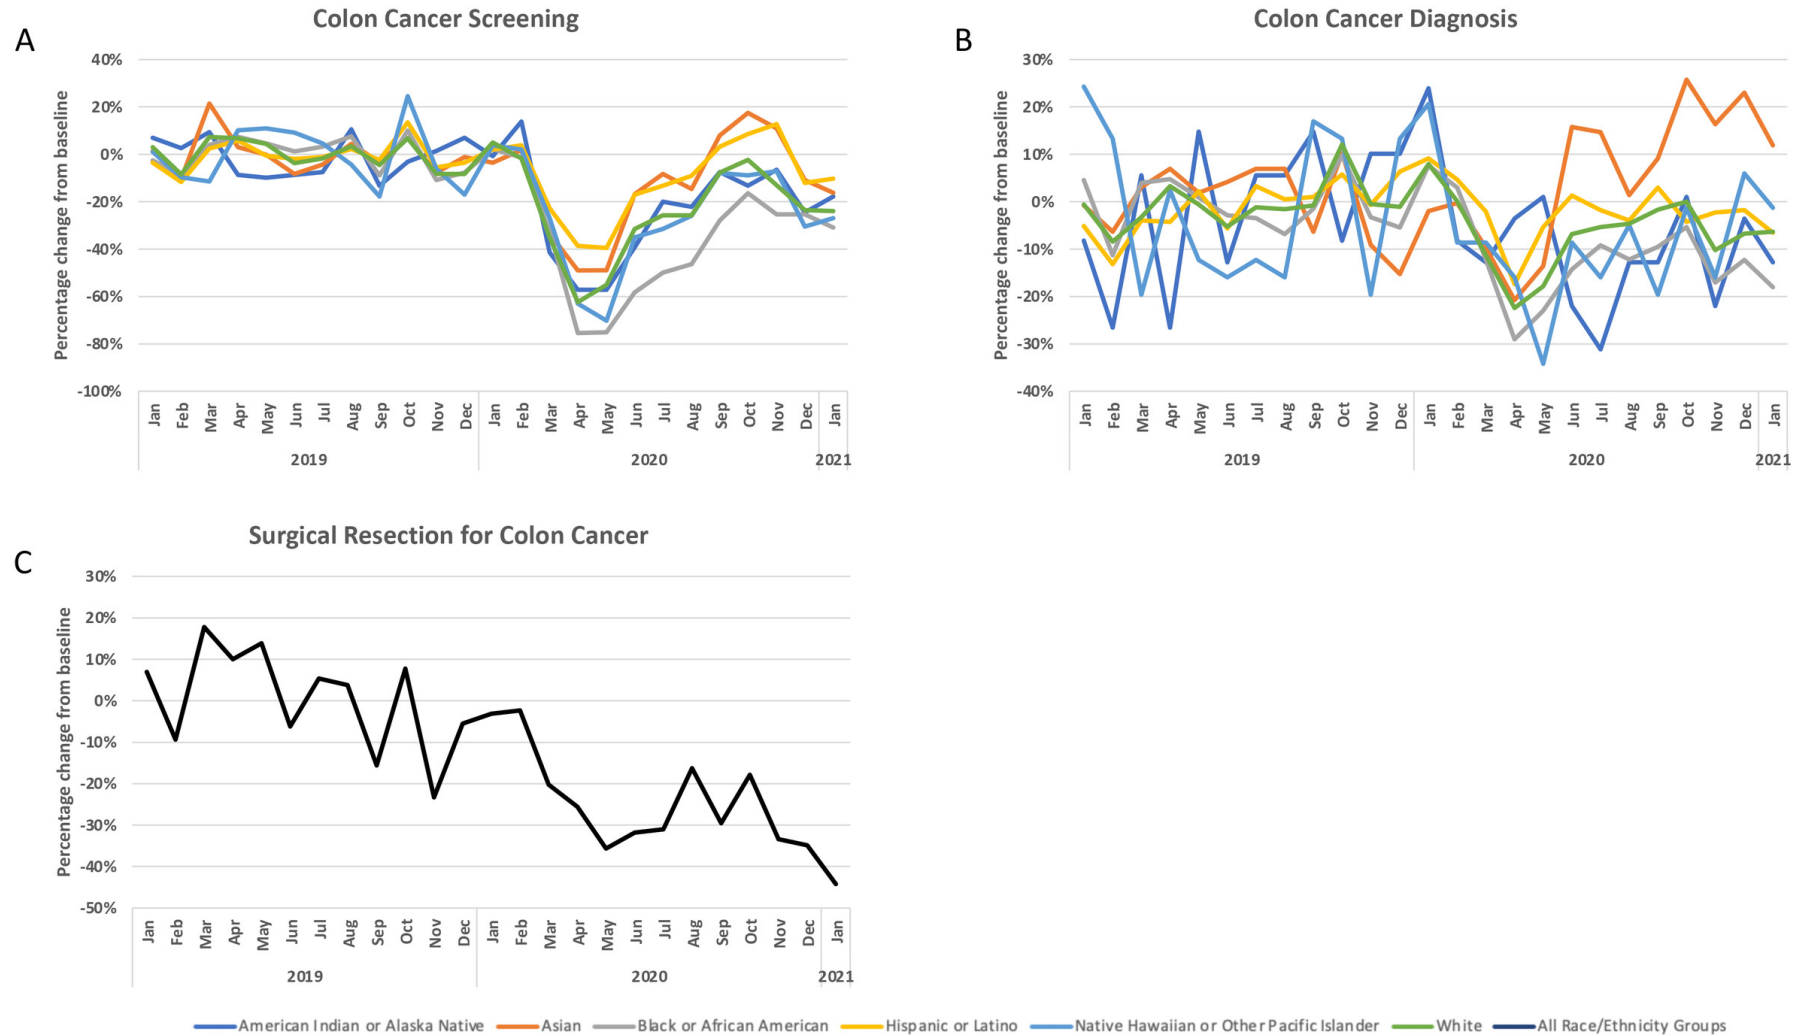 A
Colon Cancer Screening
Percentage change from baseline
40%
20%
0%
-20%
-40%
-60%
-80%
-100%
Jan Feb Mar Apr May Jun Jul Aug Sep Oct Nov Dec Jan Feb Mar Apr May Jun Jul Aug Sep Oct Nov Dec Jan
2019 2020 2021
B
Colon Cancer Diagnosis
Percentage change from baseline
30%
20%
10%
0%
-10%
-20%
-30%
-40%
Jan Feb Mar Apr May Jun Jul Aug Sep Oct Nov Dec Jan Feb Mar Apr May Jun Jul Aug Sep Oct Nov Dec Jan
2019 2020 2021
C
Surgical Resection for Colon Cancer
Percentage change from baseline
30%
20%
10%
0%
-10%
-20%
-30%
-40%
-50%
Jan Feb Mar Apr May Jun Jul Aug Sep Oct Nov Dec Jan Feb Mar Apr May Jun Jul Aug Sep Oct Nov Dec Jan
2019 2020 2021
American Indian or Alaska Native Asian Black or African American Hispanic or Latino Native Hawaiian or Other Pacific Islander White All Race/Ethnicity Groups